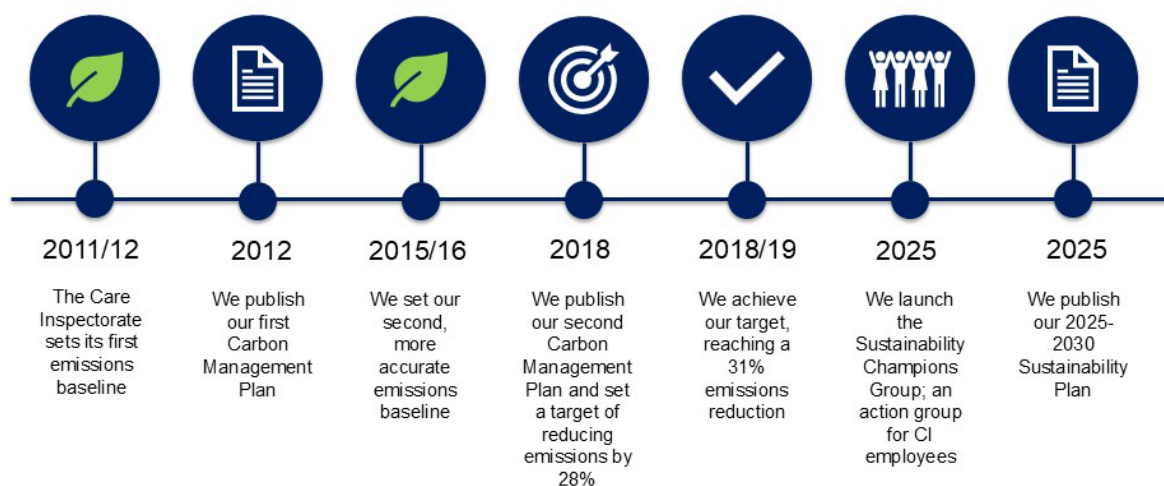 2011/12
The Care
Inspectorate
sets its first
emissions
baseline
2012
We publish
our first
Carbon
Management
Plan
2015/16
We set our
second,
more
accurate
emissions
baseline
2018
We publish
our second
Carbon
Management
Plan and set
a target of
reducing
emissions by
28%
2018/19
We achieve
our target,
reaching a
31%
emissions
reduction
2025
We launch
the
Sustainability
Champions
Group; an
action group
for CI
employees
2025
We publish
our 2025-
2030
Sustainability
Plan